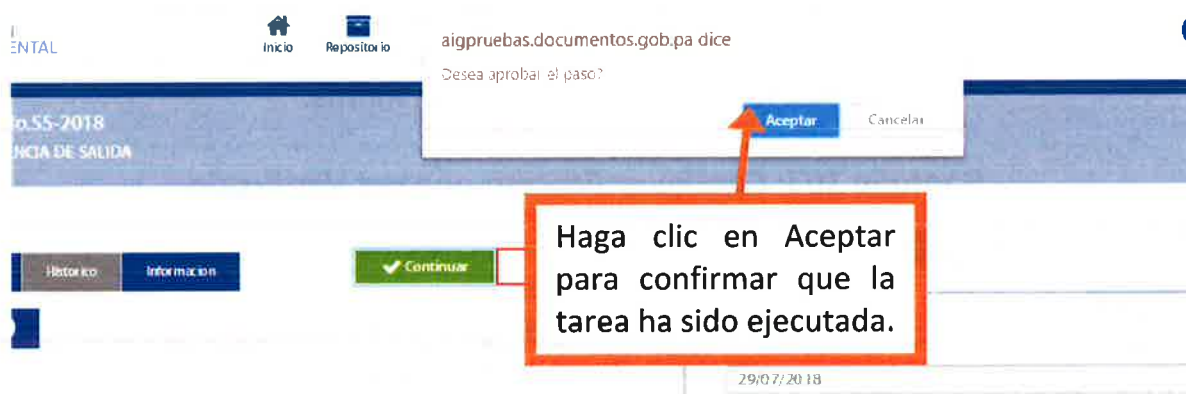 ENTAL
Inicio
Repositorio
aigpruebas.documentos.gob.pa dice
Desea aprobar el paso?
Aceptar
Cancelar
o.55-2018
NCIA DE SALIDA
Historico
Informacion
Continuar
Haga clic en Aceptar
para confirmar que la
tarea ha sido ejecutada.
29/07/2018